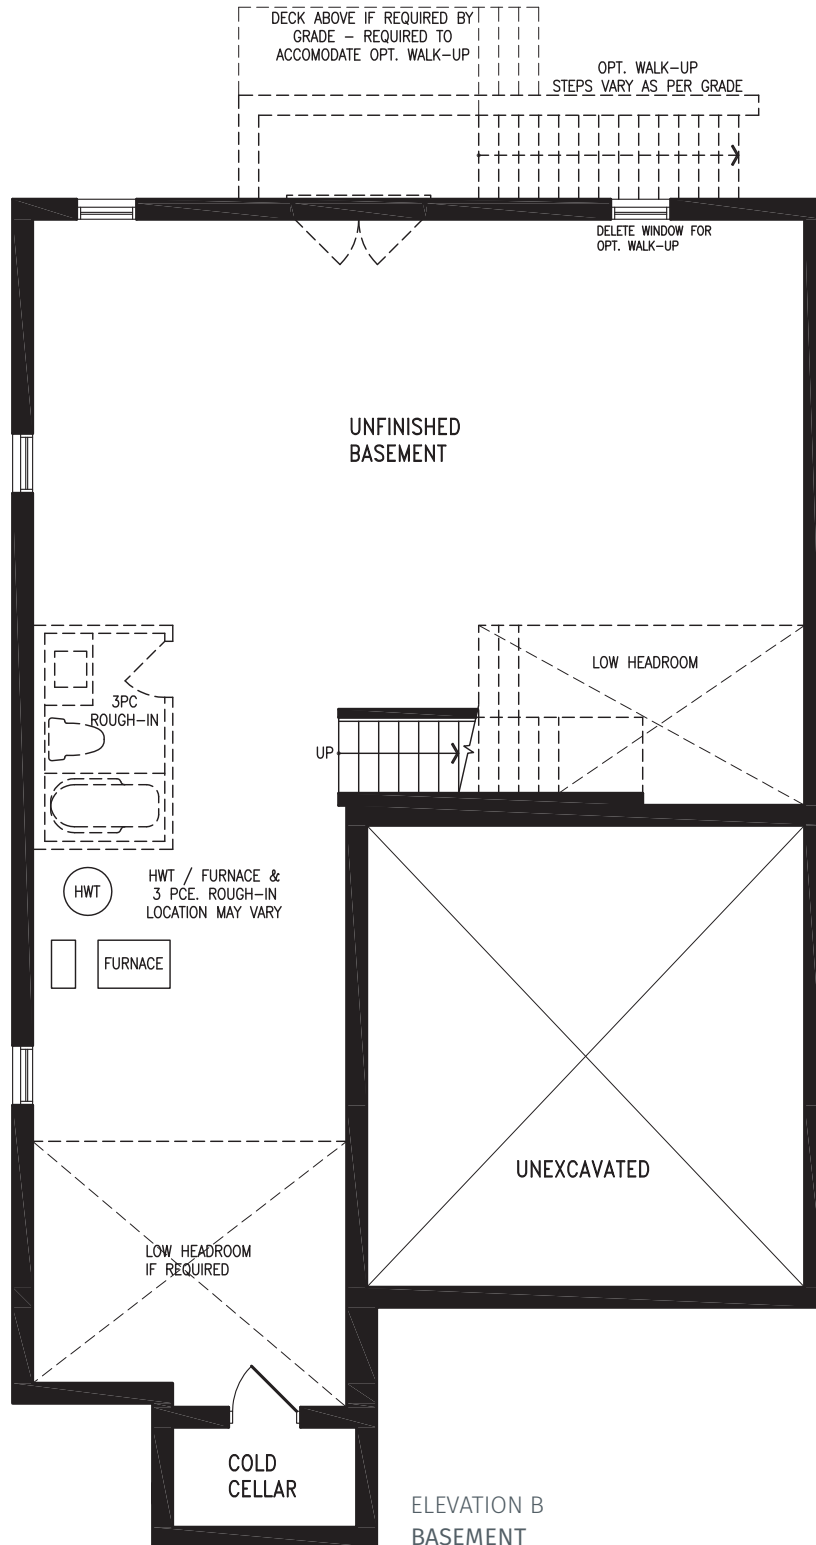 DECK ABOVE IF REQUIRED BY
GRADE – REQUIRED TO
ACCOMODATE OPT. WALK-UP
OPT. WALK-UP
STEPS VARY AS PER GRADE
DELETE WINDOW FOR
OPT. WALK-UP
UNFINISHED
BASEMENT
LOW HEADROOM
3PC
ROUGH-IN
UP
HWT
HWT / FURNACE &
3 PCE. ROUGH-IN
LOCATION MAY VARY
FURNACE
UNEXCAVATED
LOW HEADROOM
IF REQUIRED
COLD
CELLAR
ELEVATION B
BASEMENT